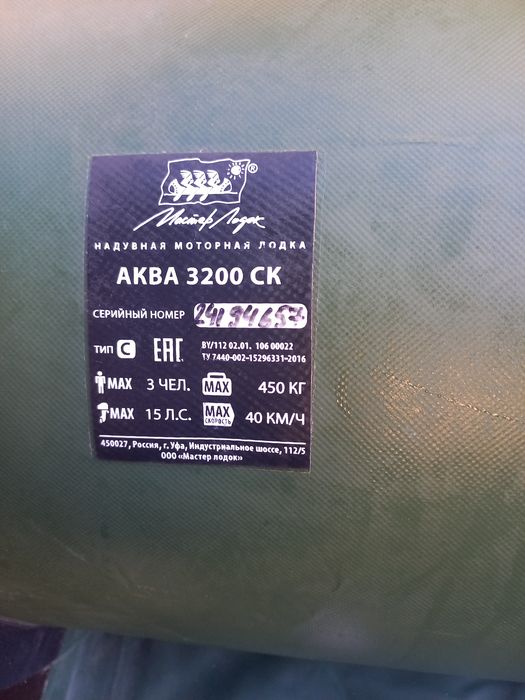 ®
Мастер Лодок
НАДУВНАЯ МОТОРНАЯ ЛОДКА
АКВА 3200 СК
СЕРИЙНЫЙ НОМЕР 24194657
ТИП С ЕАС BY/112 02.01. 106 00022
ТУ 7440-002-15296331-2016
MAX 3 ЧЕЛ. MAX 450 КГ
MAX 15 Л.С. MAX СКОРОСТЬ 40 КМ/Ч
450027, Россия, г. Уфа, Индустриальное шоссе, 112/5
ООО «Мастер лодок»